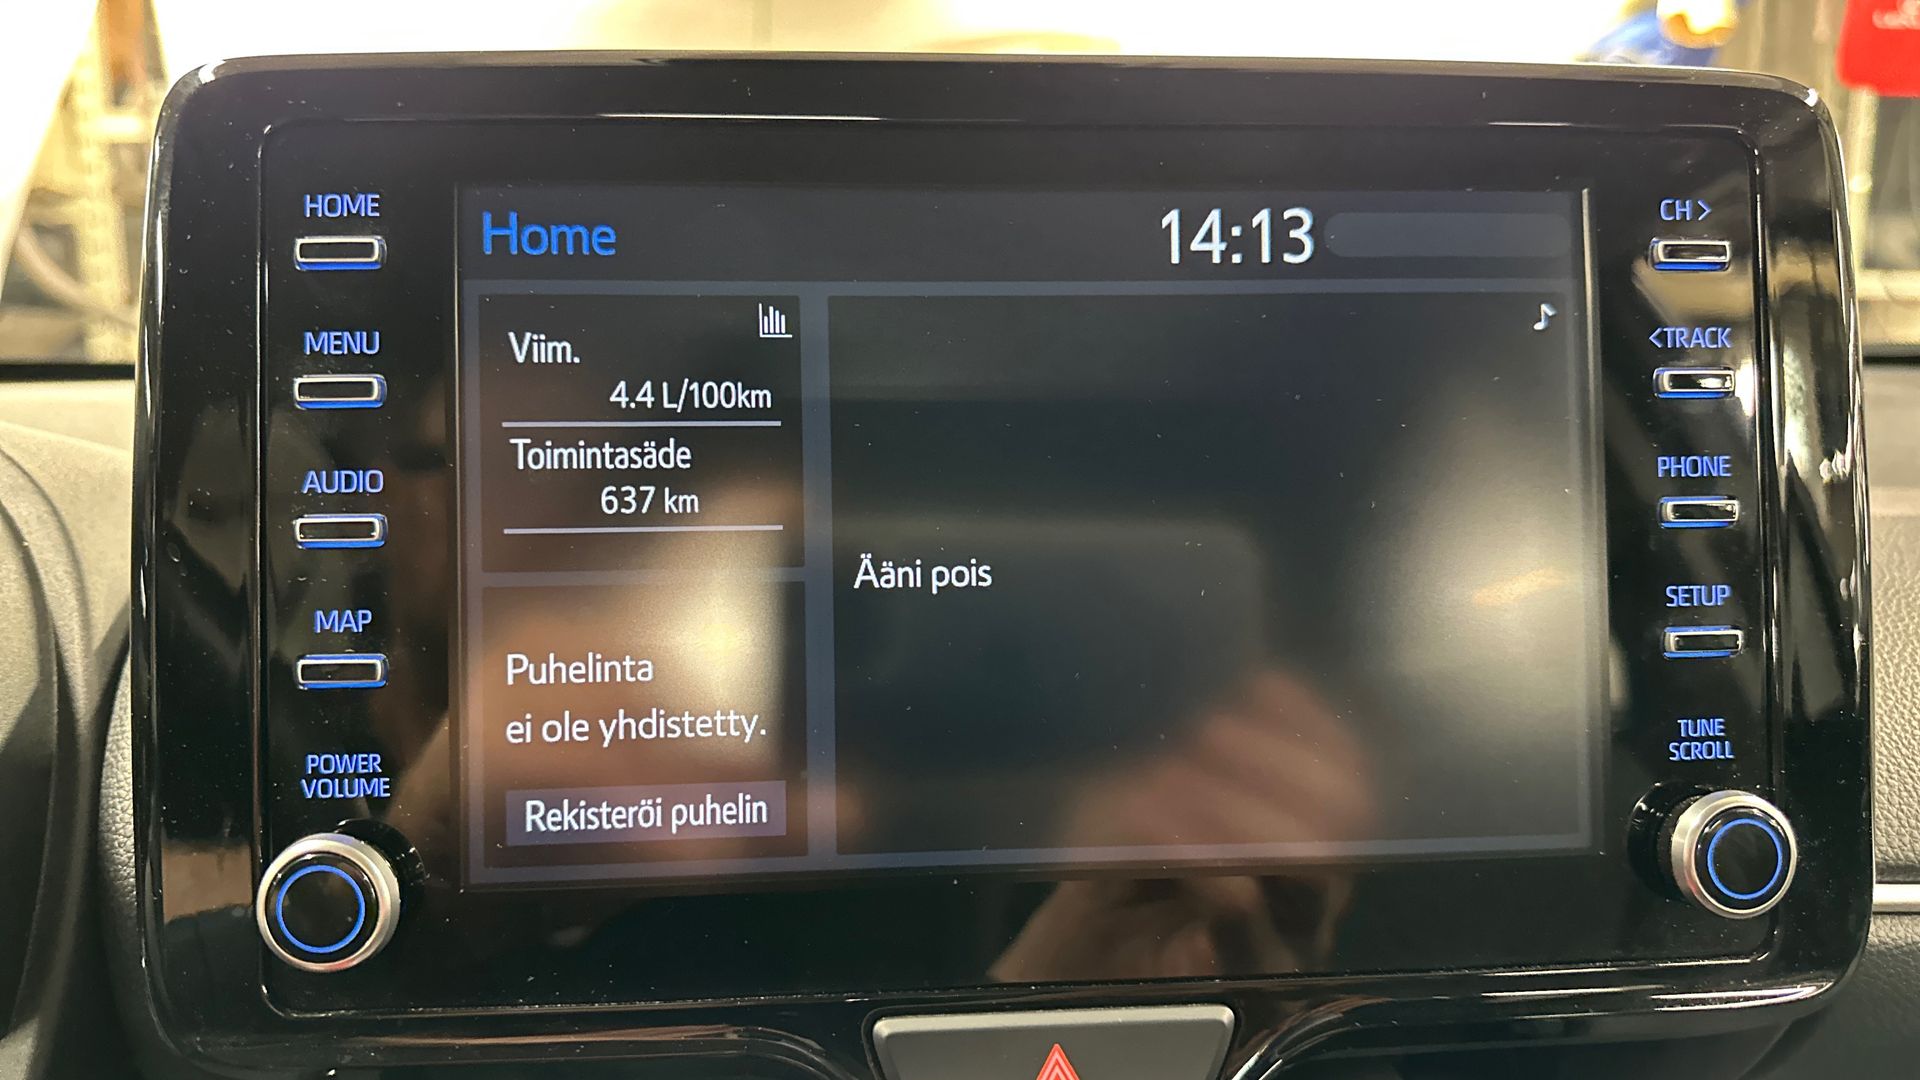 HOME
MENU
AUDIO
MAP
POWER
VOLUME
Home
14:13
Viim.
4.4 L/100km
Toimintasäde
637 km
Puhelinta
ei ole yhdistetty.
Rekisteröi puhelin
Ääni pois
CH >
<TRACK
PHONE
SETUP
TUNE
SCROLL